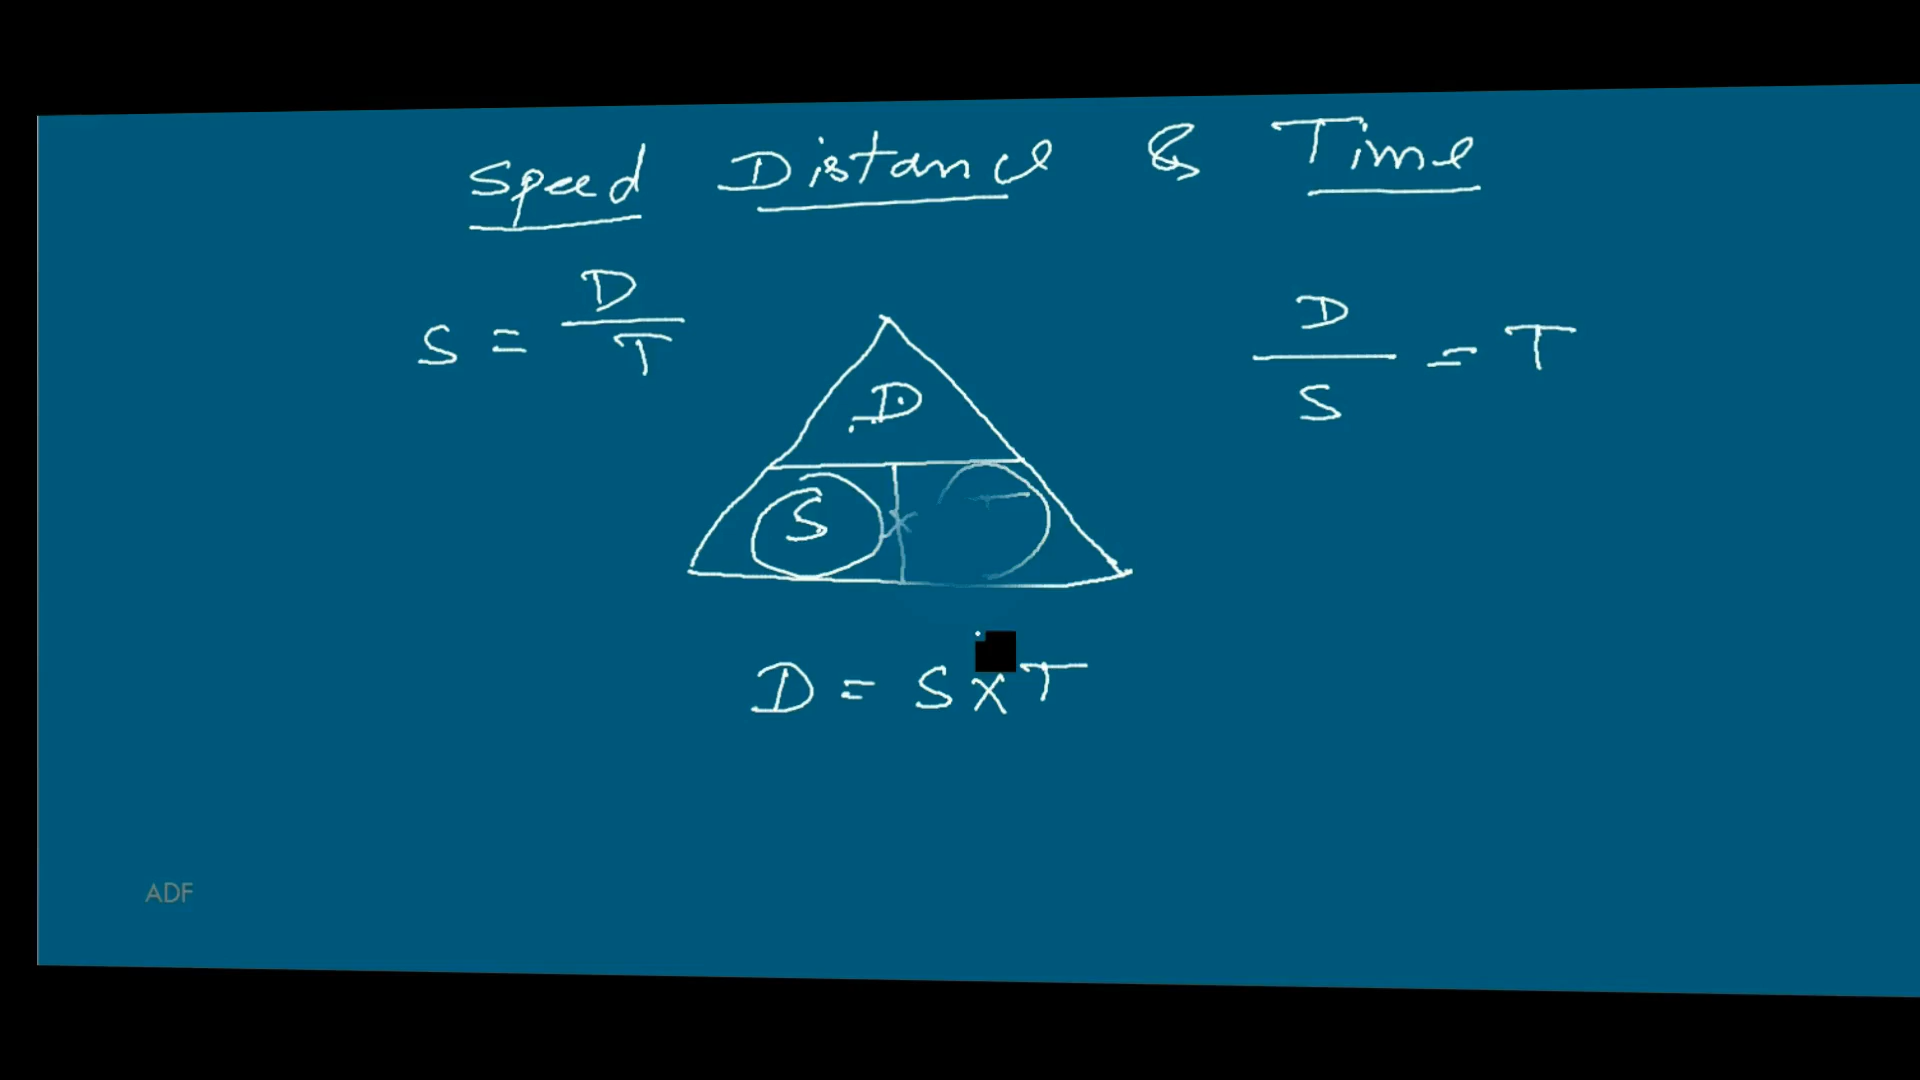 Speed Distance & Time
S = D/T
D/S = T
D
S × T
D = S X T
ADF